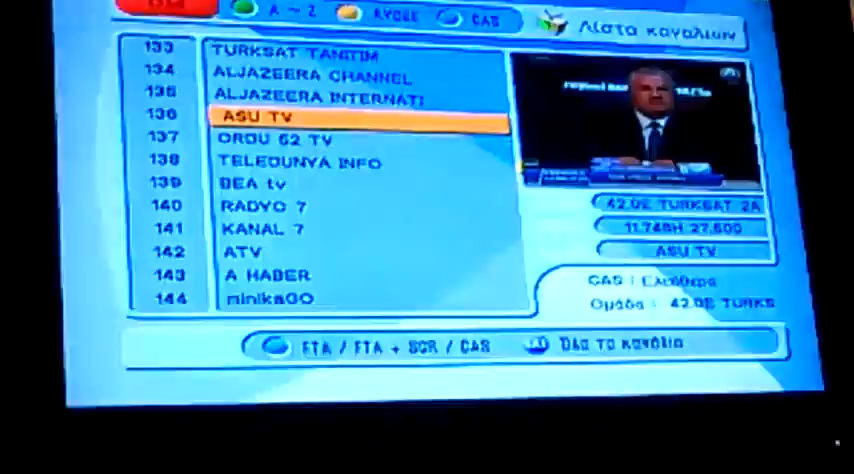 A ~ Z
CAS
Λίστα καναλιών
133 TURKSAT TANITIM
134 ALJAZEERA CHANNEL
135 ALJAZEERA INTERNATI
136 ASU TV
137 ORDU 52 TV
138 TELEDUNYA INFO
139 BEA tv
140 RADYO 7
141 KANAL 7
142 ATV
143 A HABER
144 minikaGO
42.0E TURKSAT 2A
11.746H 27,500
ASU TV
CAS : Ελεύθερα
Ομάδα : 42.0E TURKS
FTA / FTA + SCR / CAS
Όλα τα κανάλια